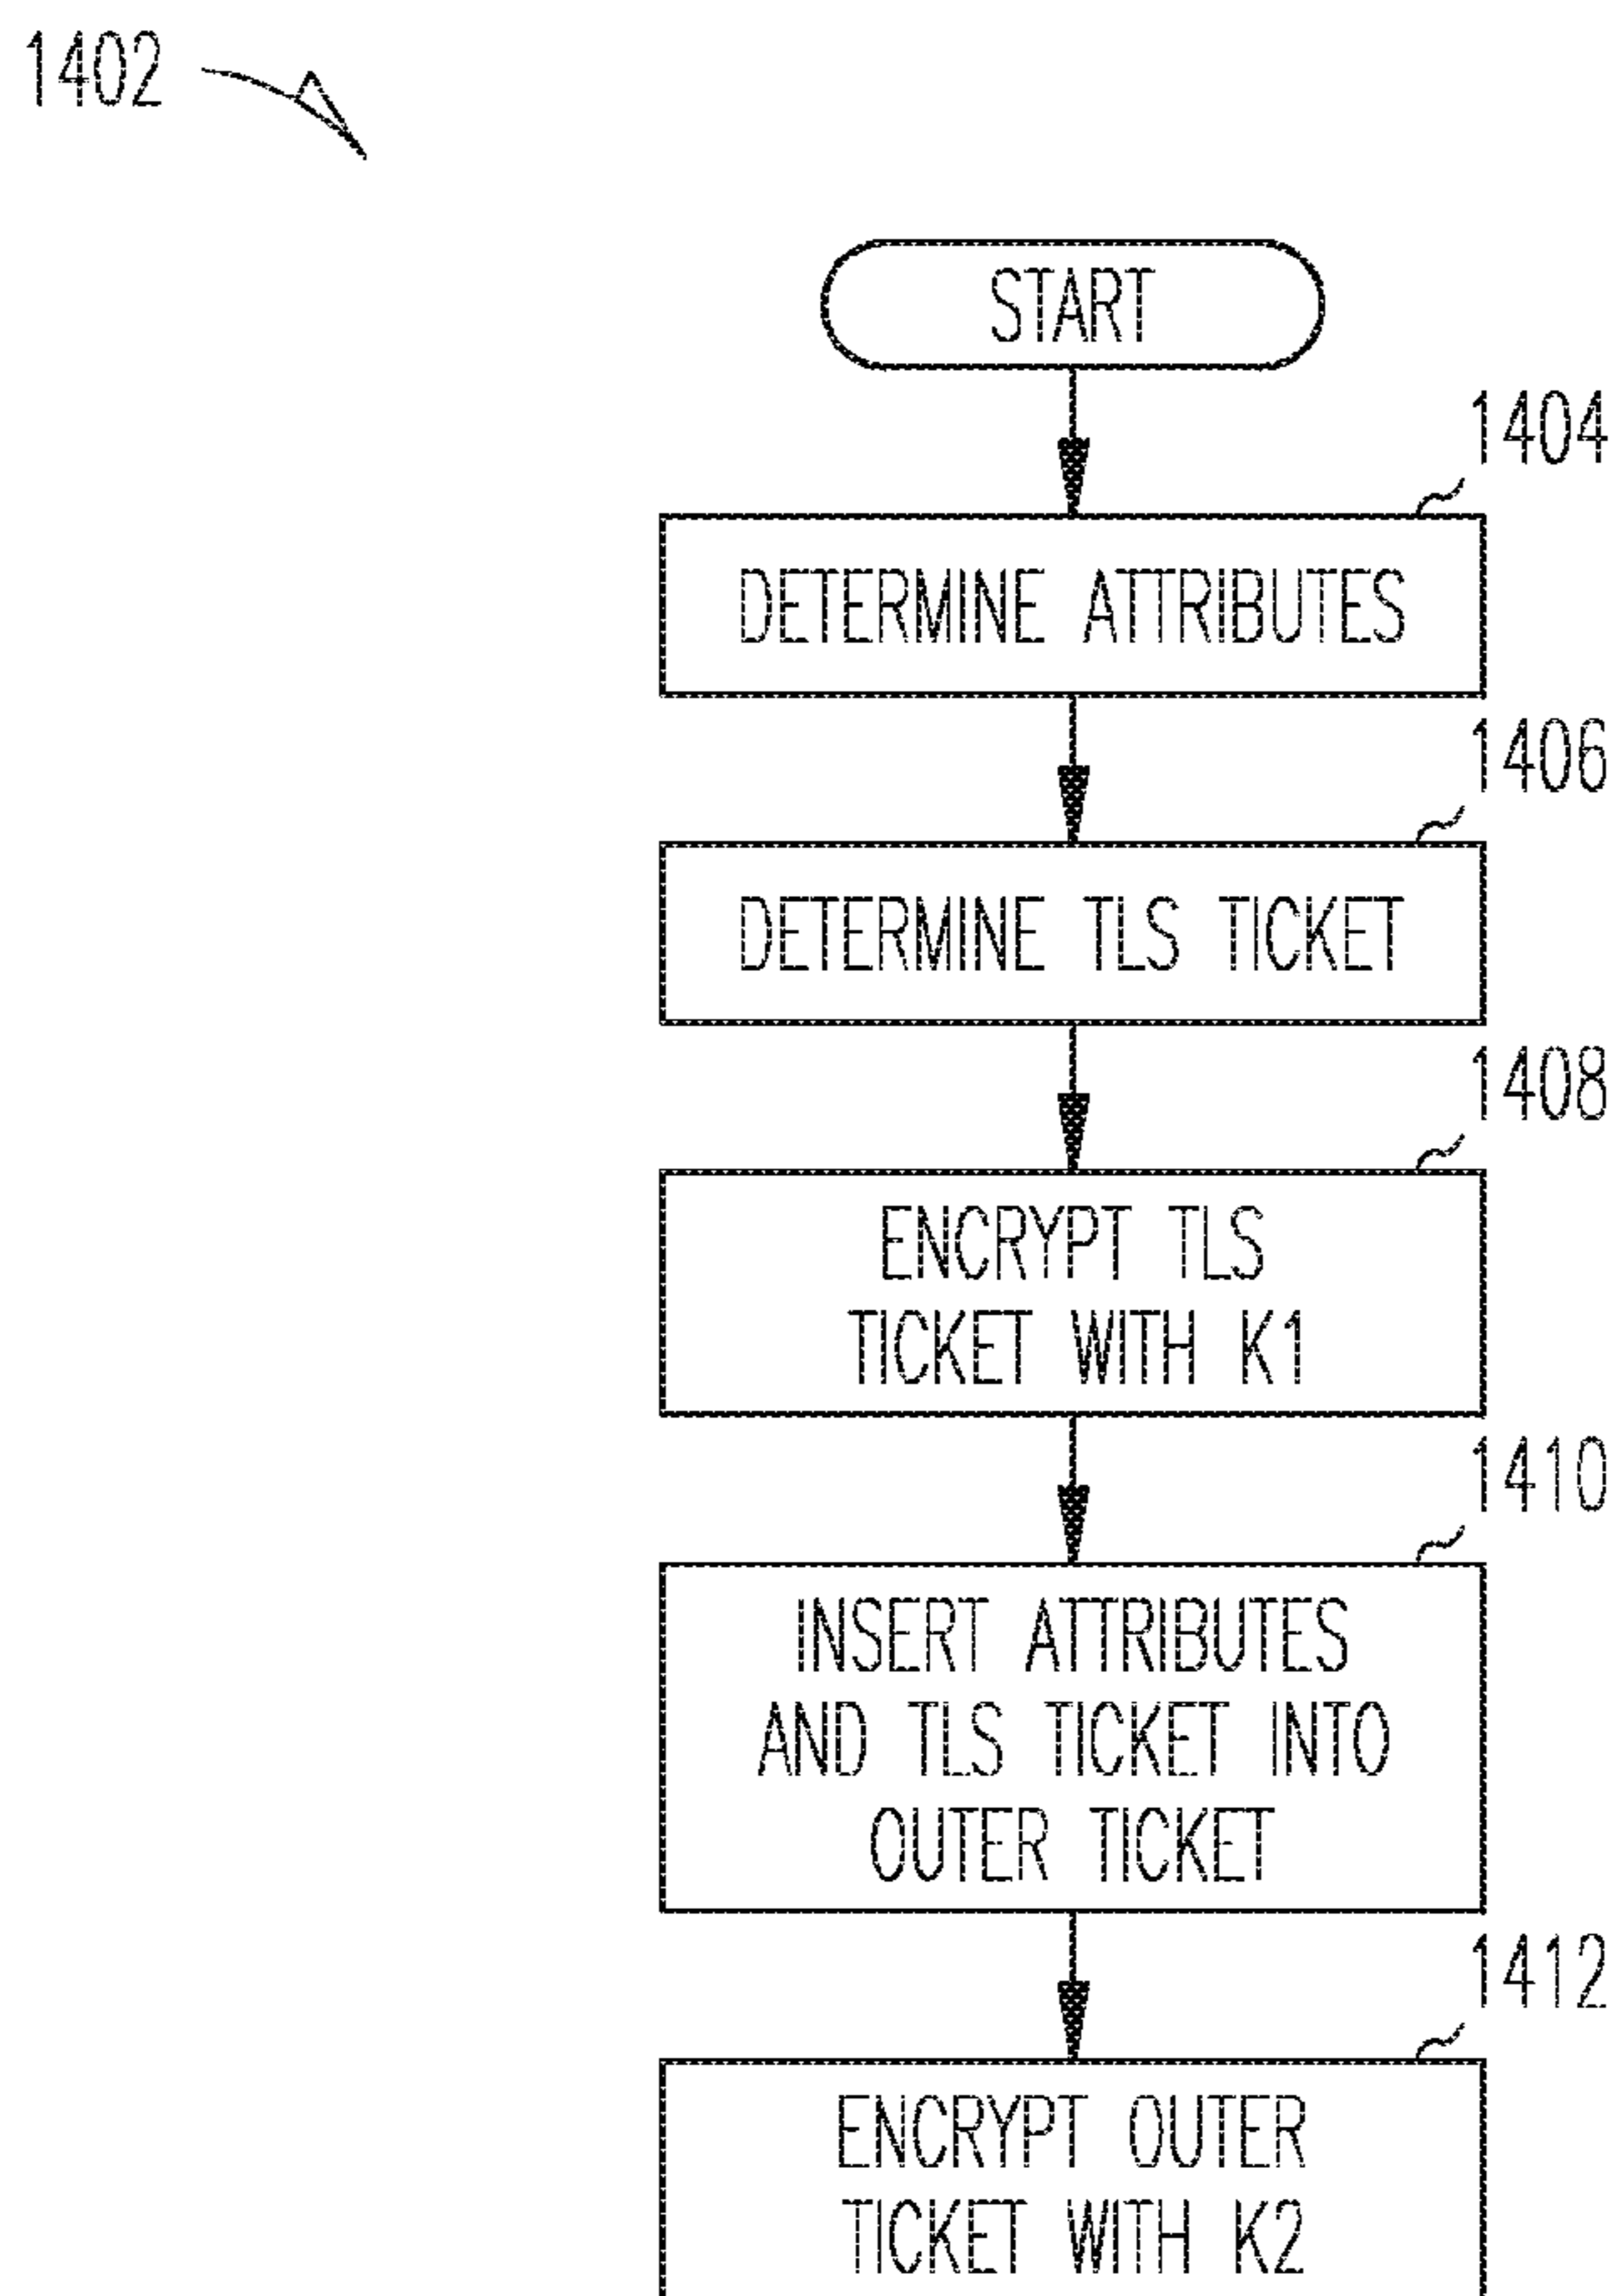 1402
START
1404
DETERMINE ATTRIBUTES
1406
DETERMINE TLS TICKET
1408
ENCRYPT TLS
TICKET WITH K1
1410
INSERT ATTRIBUTES
AND TLS TICKET INTO
OUTER TICKET
1412
ENCRYPT OUTER
TICKET WITH K2